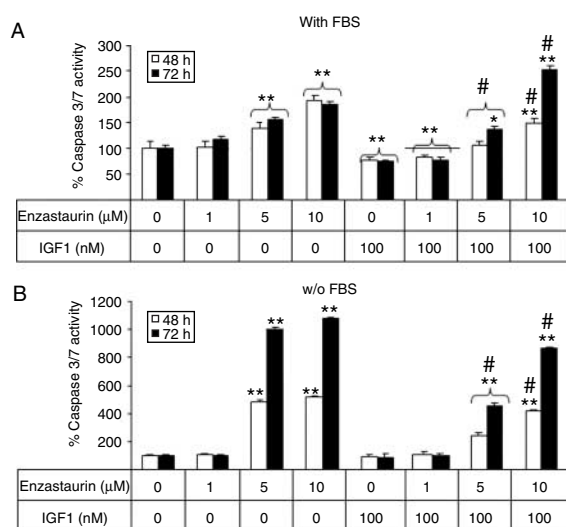 A
With FBS
% Caspase 3/7 activity
48 h
72 h
300
250
200
150
100
50
**
**
**
**
#
*
#
**
#
**
Enzastaurin (μM) 0 1 5 10 0 1 5 10
IGF1 (nM) 0 0 0 0 100 100 100 100
B
w/o FBS
% Caspase 3/7 activity
48 h
72 h
1200
1000
800
600
400
200
**
**
**
**
#
**
#
**
#
**
Enzastaurin (μM) 0 1 5 10 0 1 5 10
IGF1 (nM) 0 0 0 0 100 100 100 100